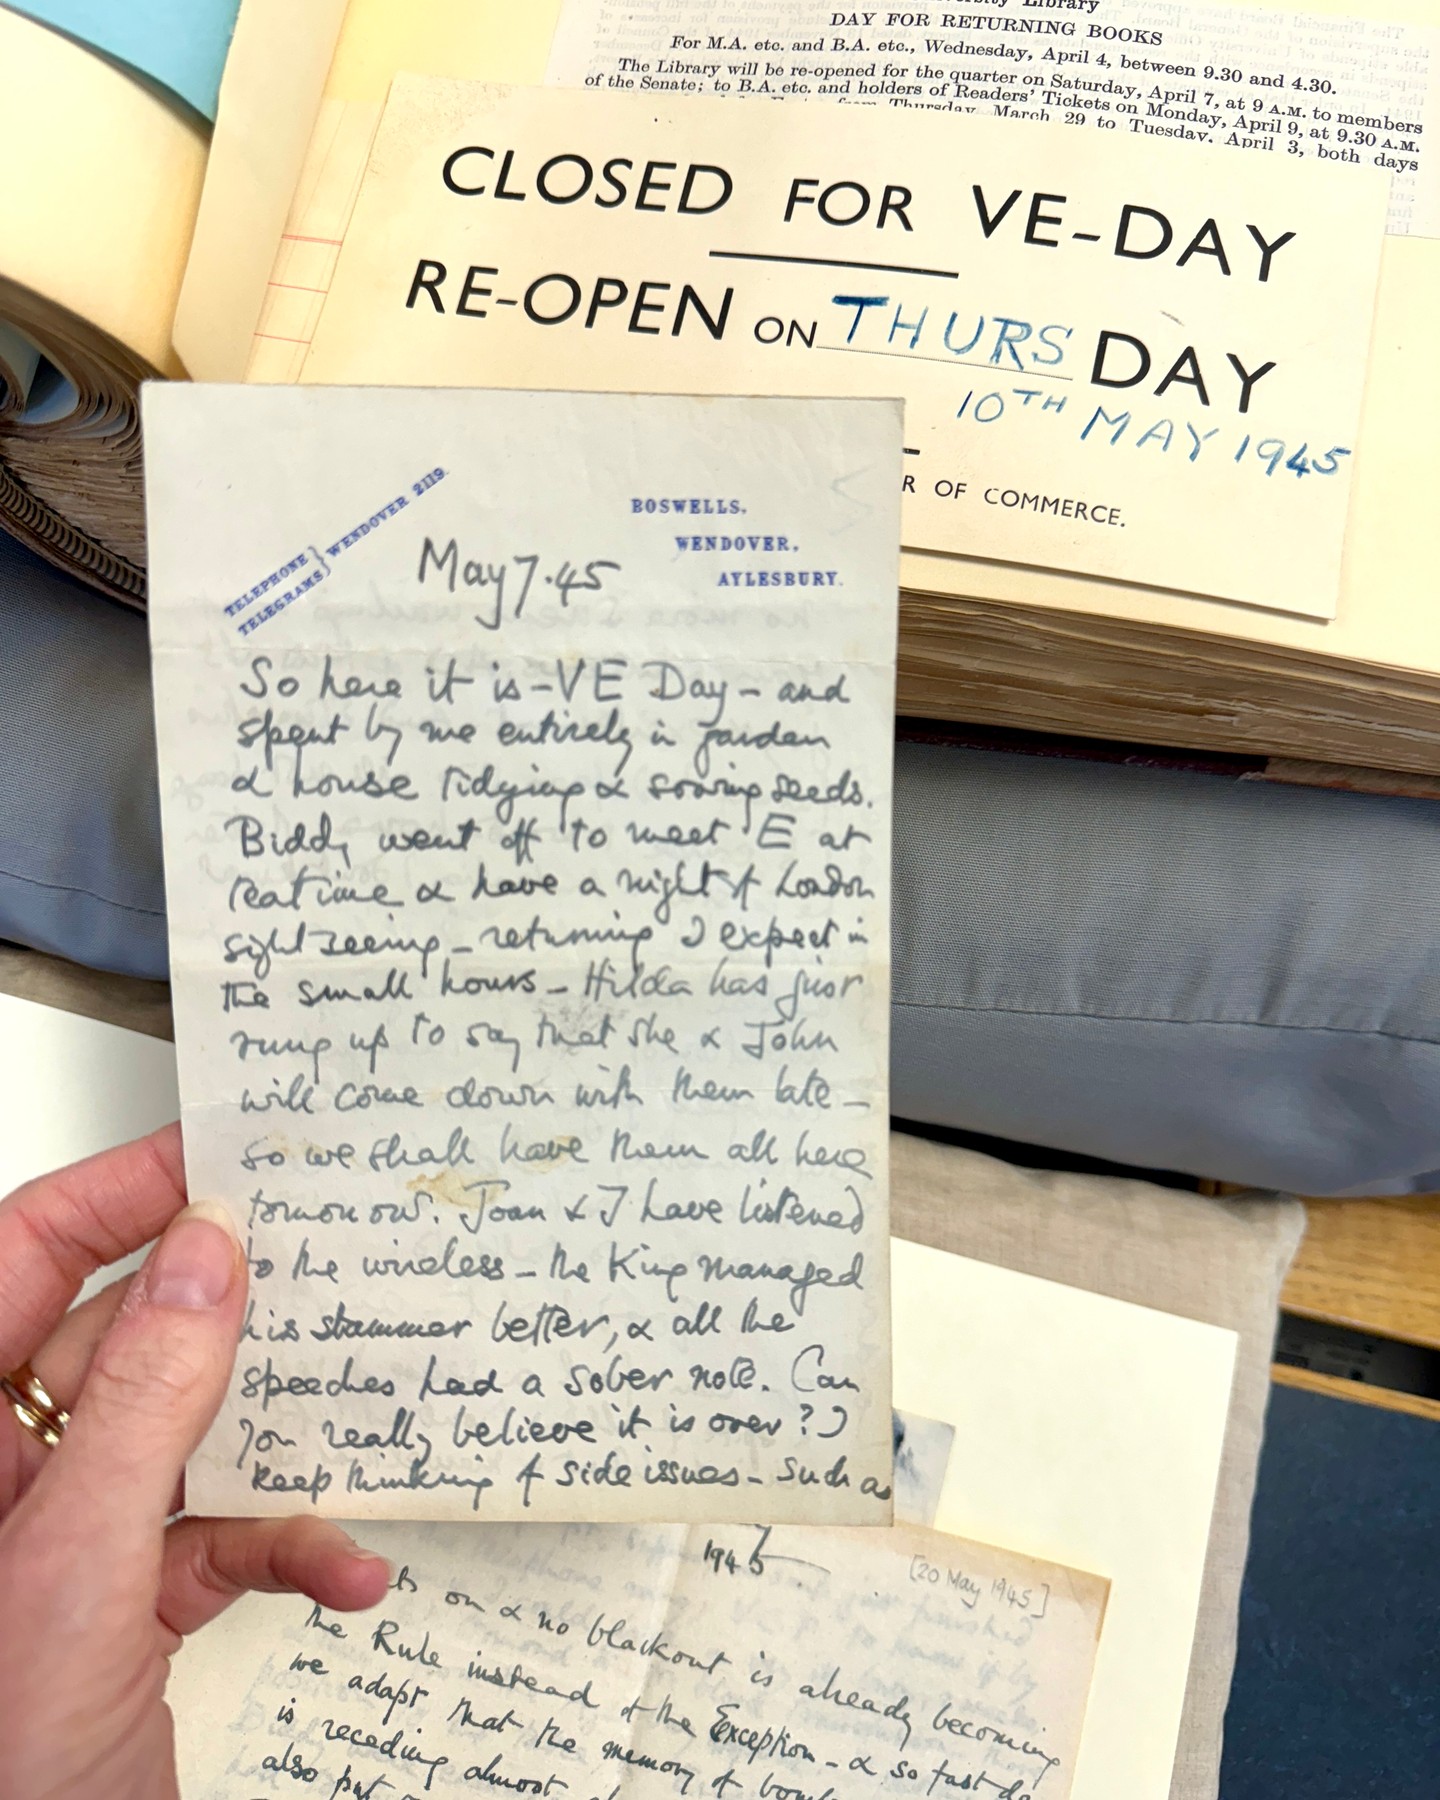 Library
DAY FOR RETURNING BOOKS
For M.A. etc. and B.A. etc., Wednesday, April 4, between 9.30 and 4.30.
The Library will be re-opened for the quarter on Saturday, April 7, at 9 A.M. to members
of the Senate; to B.A. etc. and holders of Readers' Tickets on Monday, April 9, at 9.30 A.M.
from Thursday, March 29 to Tuesday, April 3, both days
CLOSED FOR VE-DAY
RE-OPEN ON THURS DAY
10TH MAY 1945
R OF COMMERCE.
TELEPHONE
TELEGRAMS } WENDOVER 2119.
BOSWELLS,
WENDOVER,
AYLESBURY.
May 7.45
So here it is – VE Day – and
spent by me entirely in garden
& house tidying & sowing seeds.
Biddy went off to meet E at
teatime & have a night of London
sightseeing – returning I expect in
the small hours – Hilda has just
rung up to say that she & John
will come down with them late –
so we shall have them all here
tomorrow. Joan & I have listened
to the wireless – the King managed
his stammer better, & all the
speeches had a sober note. Can
you really believe it is over? I
keep thinking of side issues – such as
1945
[20 May 1945]
on & no blackout is already becoming
the Rule instead of the Exception – & so fast do
we adapt that the memory of
is receding almost
also put